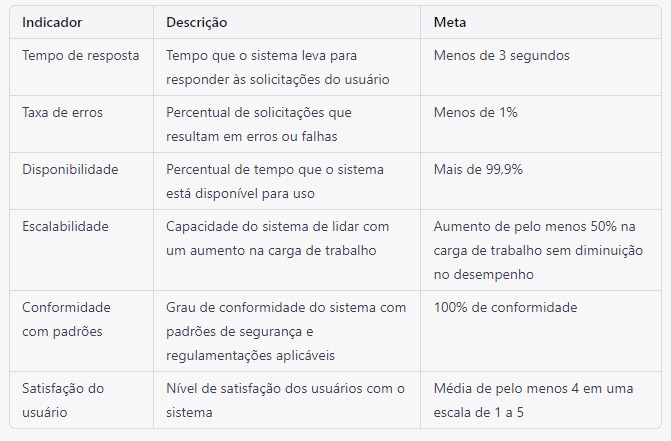 Indicador Descrição Meta
Tempo de resposta Tempo que o sistema leva para Menos de 3 segundos
responder às solicitações do usuário
Taxa de erros Percentual de solicitações que Menos de 1%
resultam em erros ou falhas
Disponibilidade Percentual de tempo que o sistema Mais de 99,9%
está disponível para uso
Escalabilidade Capacidade do sistema de lidar com Aumento de pelo menos 50% na
um aumento na carga de trabalho carga de trabalho sem diminuição
no desempenho
Conformidade Grau de conformidade do sistema com 100% de conformidade
com padrões padrões de segurança e
regulamentações aplicáveis
Satisfação do Nível de satisfação dos usuários com o Média de pelo menos 4 em uma
usuário sistema escala de 1 a 5